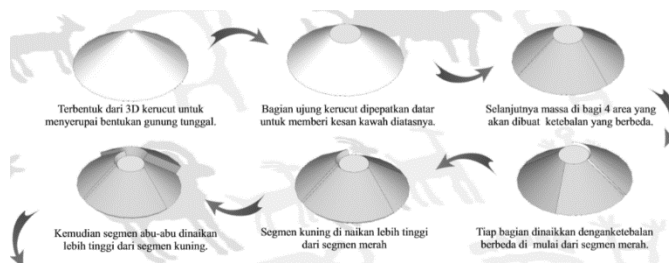 Terbentuk dari 3D kerucut untuk
menyerupai bentukan gunung tunggal.
Bagian ujung kerucut dipepatkan datar
untuk memberi kesan kawah diatasnya.
Selanjutnya massa di bagi 4 area yang
akan dibuat ketebalan yang berbeda.
Kemudian segmen abu-abu dinaikan
lebih tinggi dari segmen kuning.
Segmen kuning di naikan lebih tinggi
dari segmen merah.
Tiap bagian dinaikkan denganketebalan
berbeda di mulai dari segmen merah.